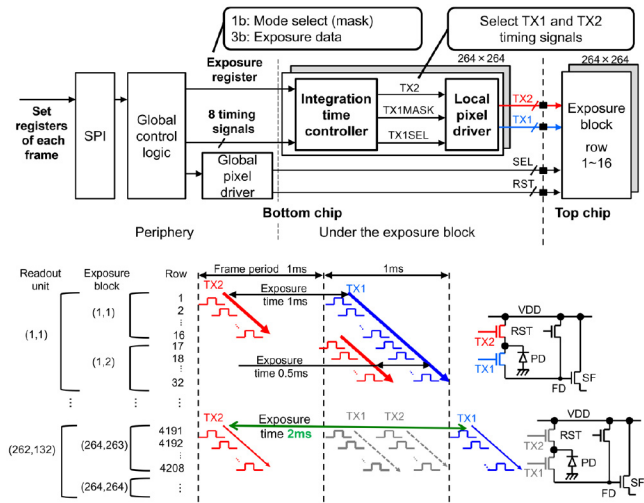 1b: Mode select (mask)
3b: Exposure data
Select TX1 and TX2
timing signals
264×264
264×264
Exposure
register
Set
registers
of each
frame
SPI
Global
control
logic
8 timing
signals
Global
pixel
driver
Integration
time
controller
TX2
TX1MASK
TX1SEL
Local
pixel
driver
TX2
TX1
SEL
RST
Exposure
block
row
1~16
Periphery
Bottom chip
Under the exposure block
Top chip
Readout
unit
Exposure
block
Row
Frame period 1ms
1ms
(1,1)
(1,1)
1
2
⋮
16
(1,2)
17
18
⋮
32
TX2
Exposure
time 1ms
TX1
Exposure
time 0.5ms
VDD
RST
TX2
TX1
PD
FD
SF
(262,132)
(264,263)
4191
4192
⋮
4208
(264,264)
⋮
TX2
Exposure
time 2ms
TX1
TX2
TX1
VDD
RST
TX2
TX1
PD
FD
SF